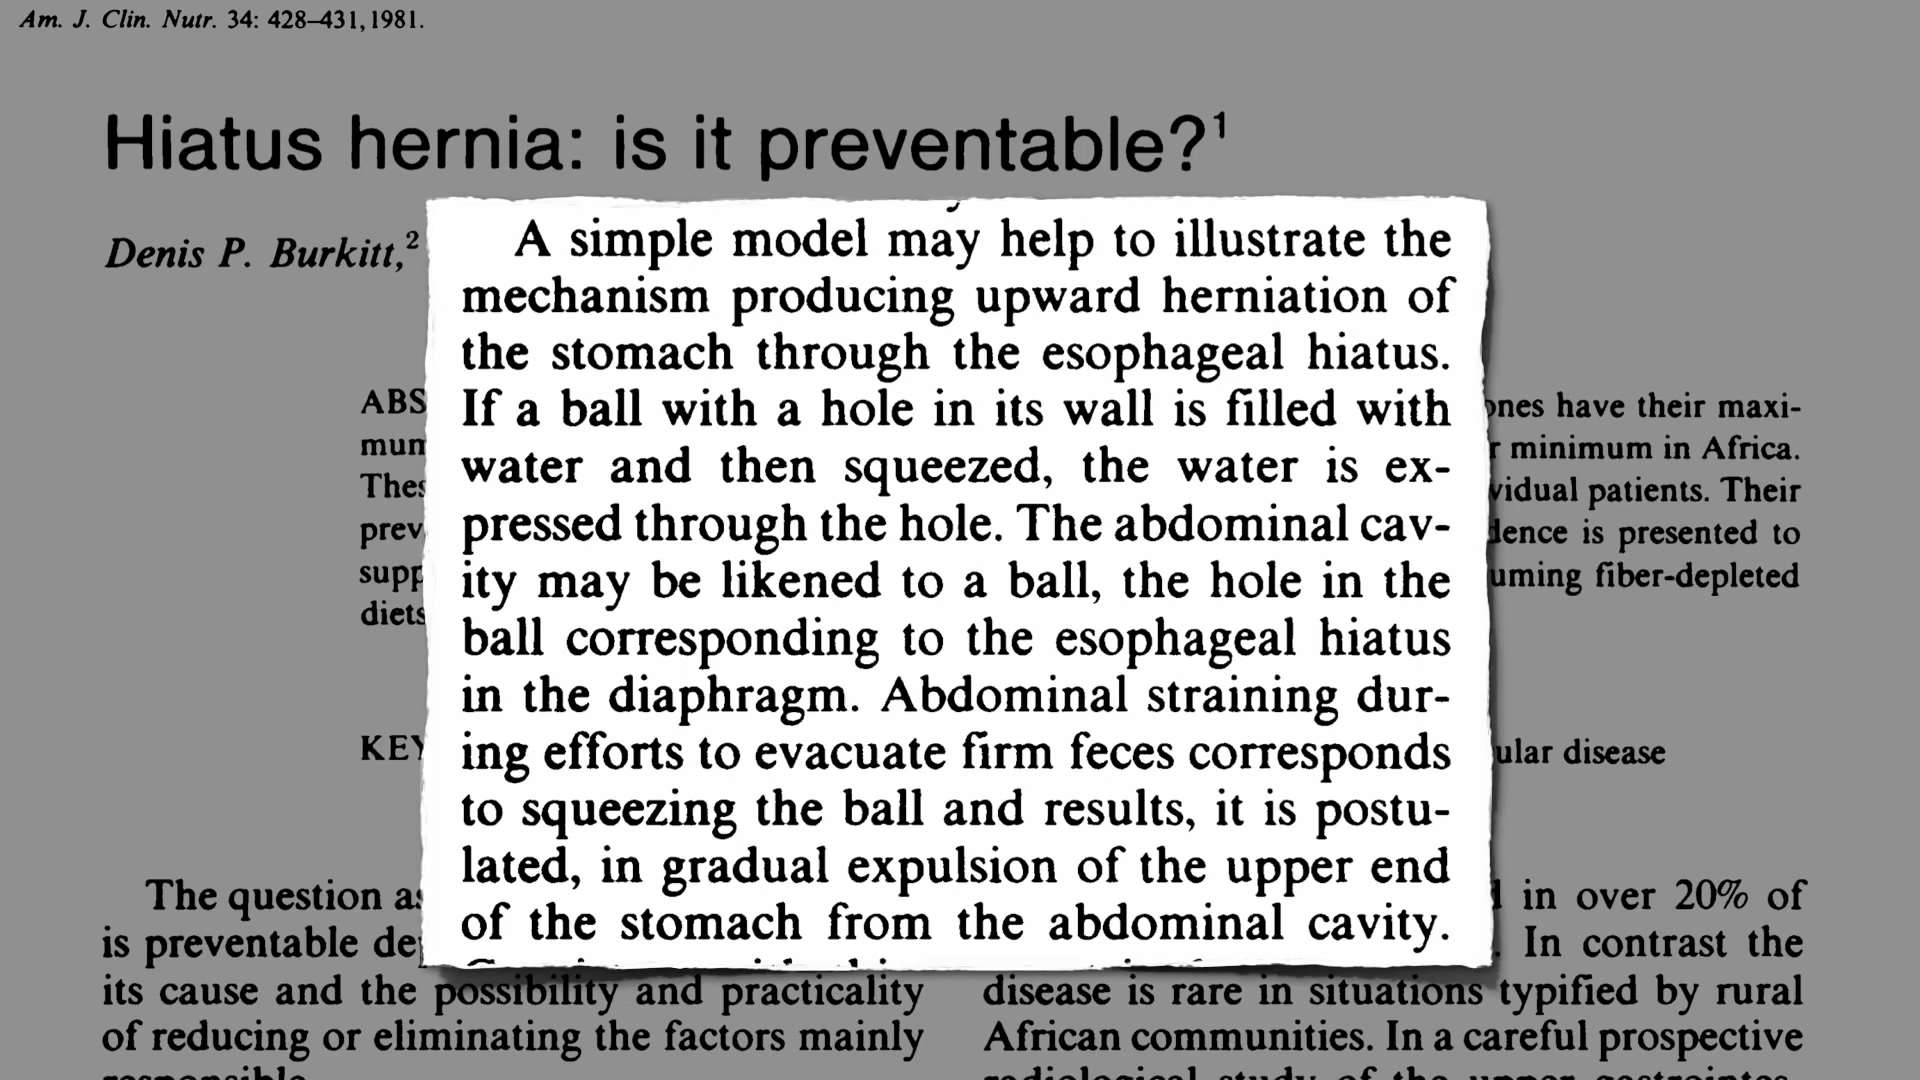 Am. J. Clin. Nutr. 34: 428–431, 1981.
Hiatus hernia: is it preventable?¹
Denis P. Burkitt,²
A simple model may help to illustrate the
mechanism producing upward herniation of
the stomach through the esophageal hiatus.
If a ball with a hole in its wall is filled with
water and then squeezed, the water is ex-
pressed through the hole. The abdominal cav-
ity may be likened to a ball, the hole in the
ball corresponding to the esophageal hiatus
in the diaphragm. Abdominal straining dur-
ing efforts to evacuate firm feces corresponds
to squeezing the ball and results, it is postu-
lated, in gradual expulsion of the upper end
of the stomach from the abdominal cavity.
have their maxi-
minimum in Africa.
patients. Their
is presented to
fiber-depleted
diets
disease
The question
is preventable
its cause and the possibility and practicality
of reducing or eliminating the factors mainly
in over 20% of
In contrast the
disease is rare in situations typified by rural
African communities. In a careful prospective